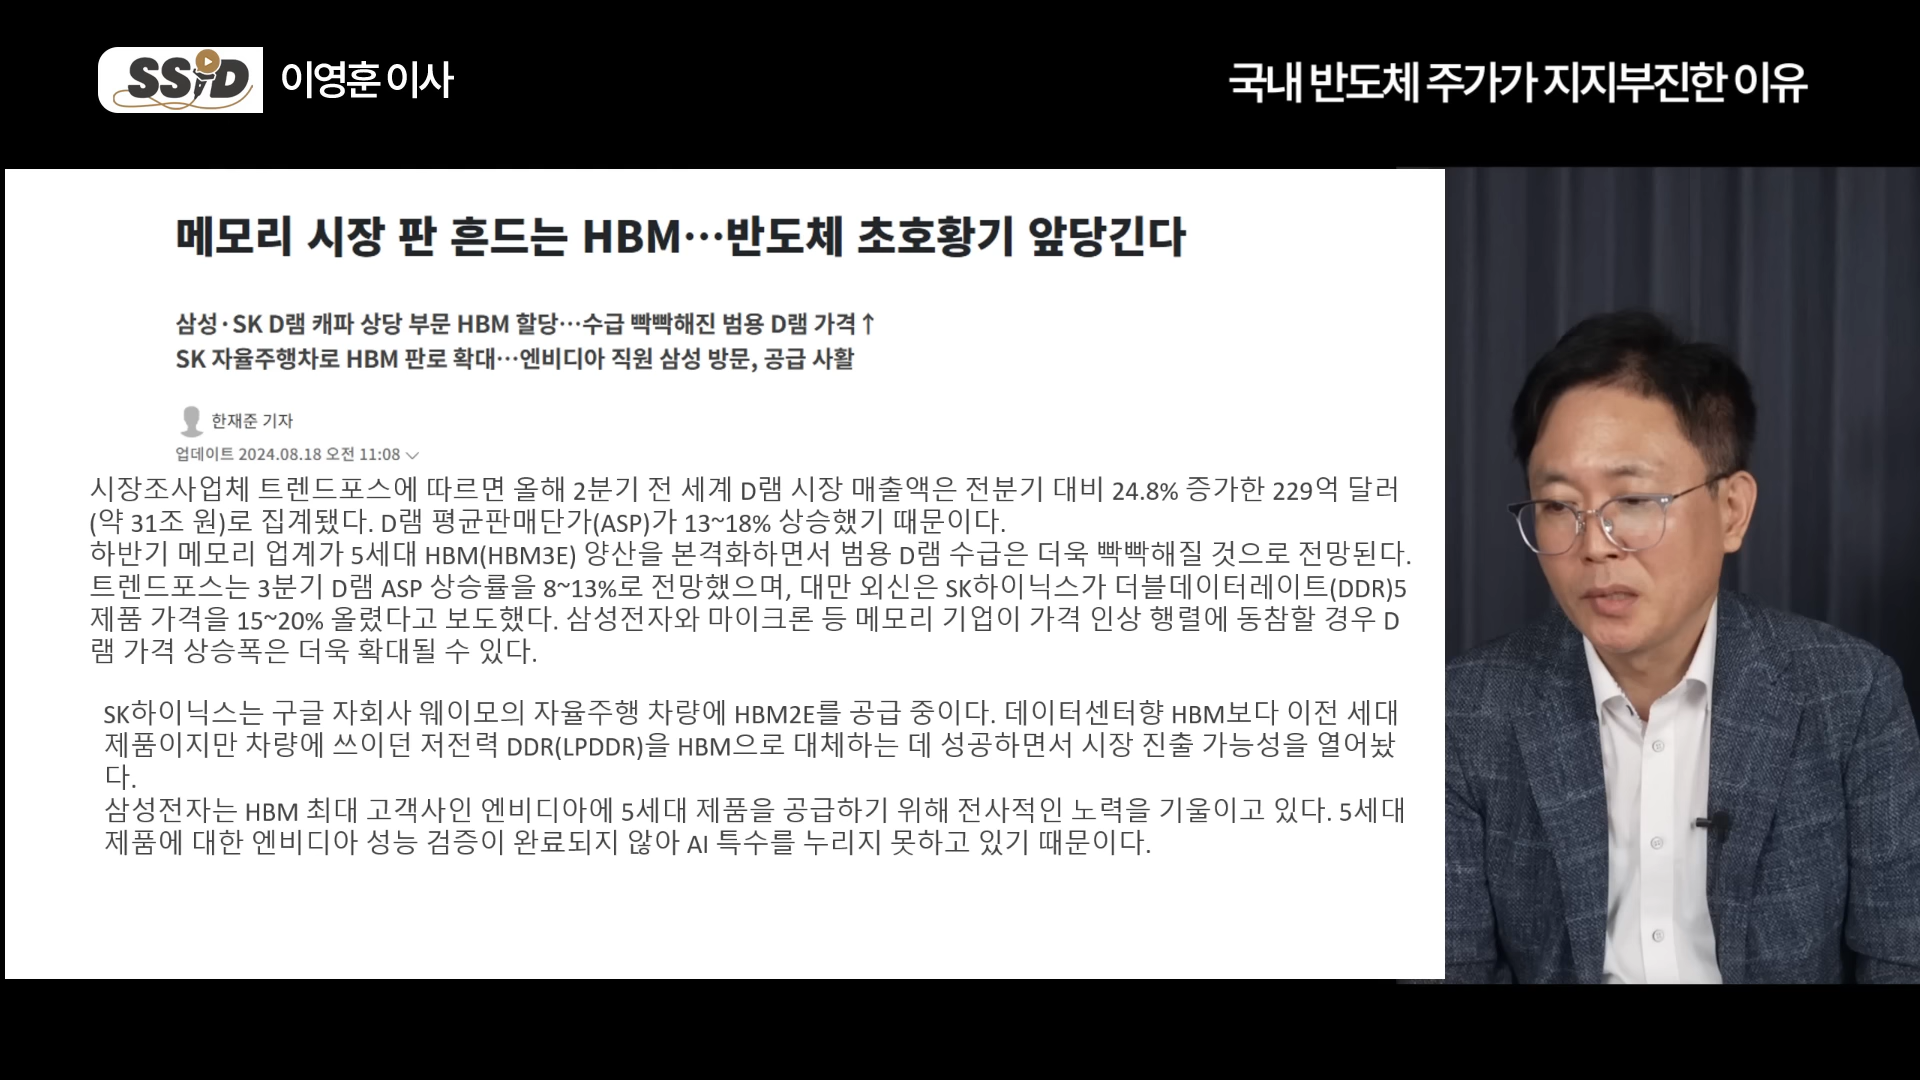 SSiD 이영훈 이사
국내 반도체 주가가 지지부진한 이유
메모리 시장 판 흔드는 HBM…반도체 초호황기 앞당긴다
삼성·SK D램 캐파 상당 부문 HBM 할당…수급 빡빡해진 범용 D램 가격↑
SK 자율주행차로 HBM 판로 확대…엔비디아 직원 삼성 방문, 공급 사활
한재준 기자
업데이트 2024.08.18 오전 11:08
시장조사업체 트렌드포스에 따르면 올해 2분기 전 세계 D램 시장 매출액은 전분기 대비 24.8% 증가한 229억 달러
(약 31조 원)로 집계됐다. D램 평균판매단가(ASP)가 13~18% 상승했기 때문이다.
하반기 메모리 업계가 5세대 HBM(HBM3E) 양산을 본격화하면서 범용 D램 수급은 더욱 빡빡해질 것으로 전망된다.
트렌드포스는 3분기 D램 ASP 상승률을 8~13%로 전망했으며, 대만 외신은 SK하이닉스가 더블데이터레이트(DDR)5
제품 가격을 15~20% 올렸다고 보도했다. 삼성전자와 마이크론 등 메모리 기업이 가격 인상 행렬에 동참할 경우 D
램 가격 상승폭은 더욱 확대될 수 있다.
SK하이닉스는 구글 자회사 웨이모의 자율주행 차량에 HBM2E를 공급 중이다. 데이터센터향 HBM보다 이전 세대
제품이지만 차량에 쓰이던 저전력 DDR(LPDDR)을 HBM으로 대체하는 데 성공하면서 시장 진출 가능성을 열어놨
다.
삼성전자는 HBM 최대 고객사인 엔비디아에 5세대 제품을 공급하기 위해 전사적인 노력을 기울이고 있다. 5세대
제품에 대한 엔비디아 성능 검증이 완료되지 않아 AI 특수를 누리지 못하고 있기 때문이다.